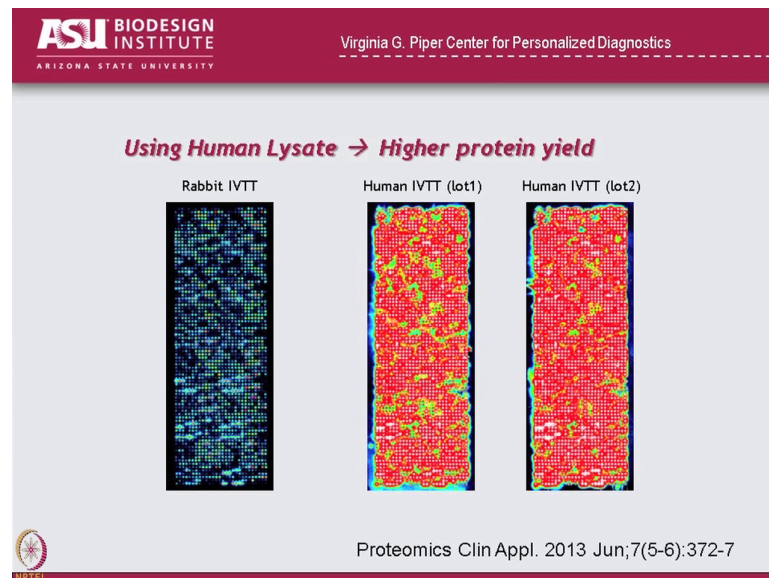 ASU BIODESIGN
INSTITUTE
ARIZONA STATE UNIVERSITY
Virginia G. Piper Center for Personalized Diagnostics
Using Human Lysate → Higher protein yield
Rabbit IVTT
Human IVTT (lot1)
Human IVTT (lot2)
Proteomics Clin Appl. 2013 Jun;7(5-6):372-7
NPTEL